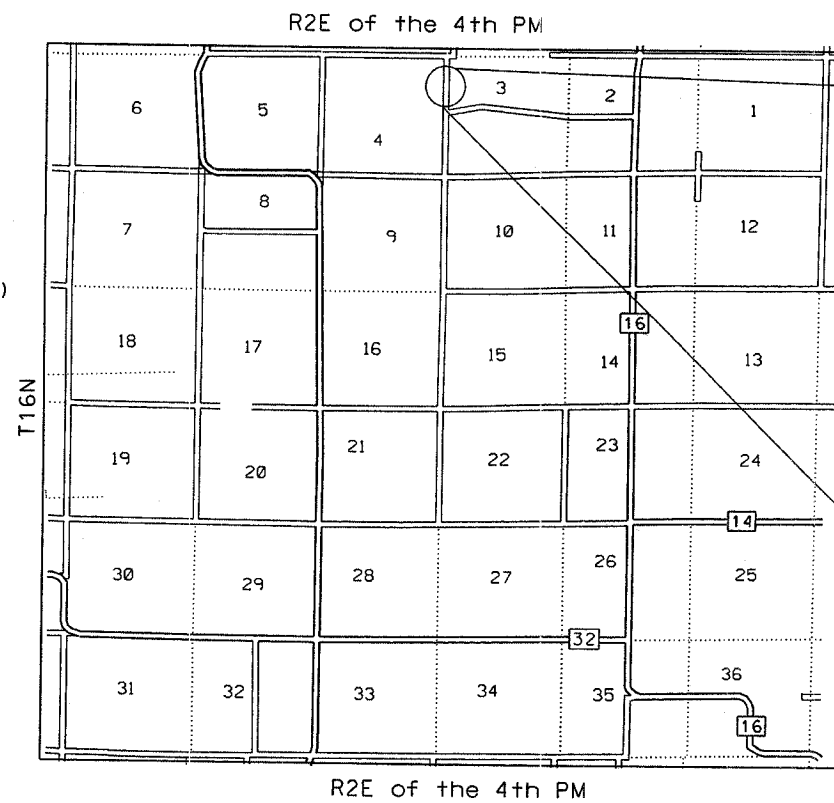 R2E of the 4th PM
6 5 4 3 2 1
7 8 9 10 11 12
)
18 17 16 15 14 13
16
T16N
19 20 21 22 23 24
14
30 29 28 27 26 25
32
31 32 33 34 35 36
16
R2E of the 4th PM